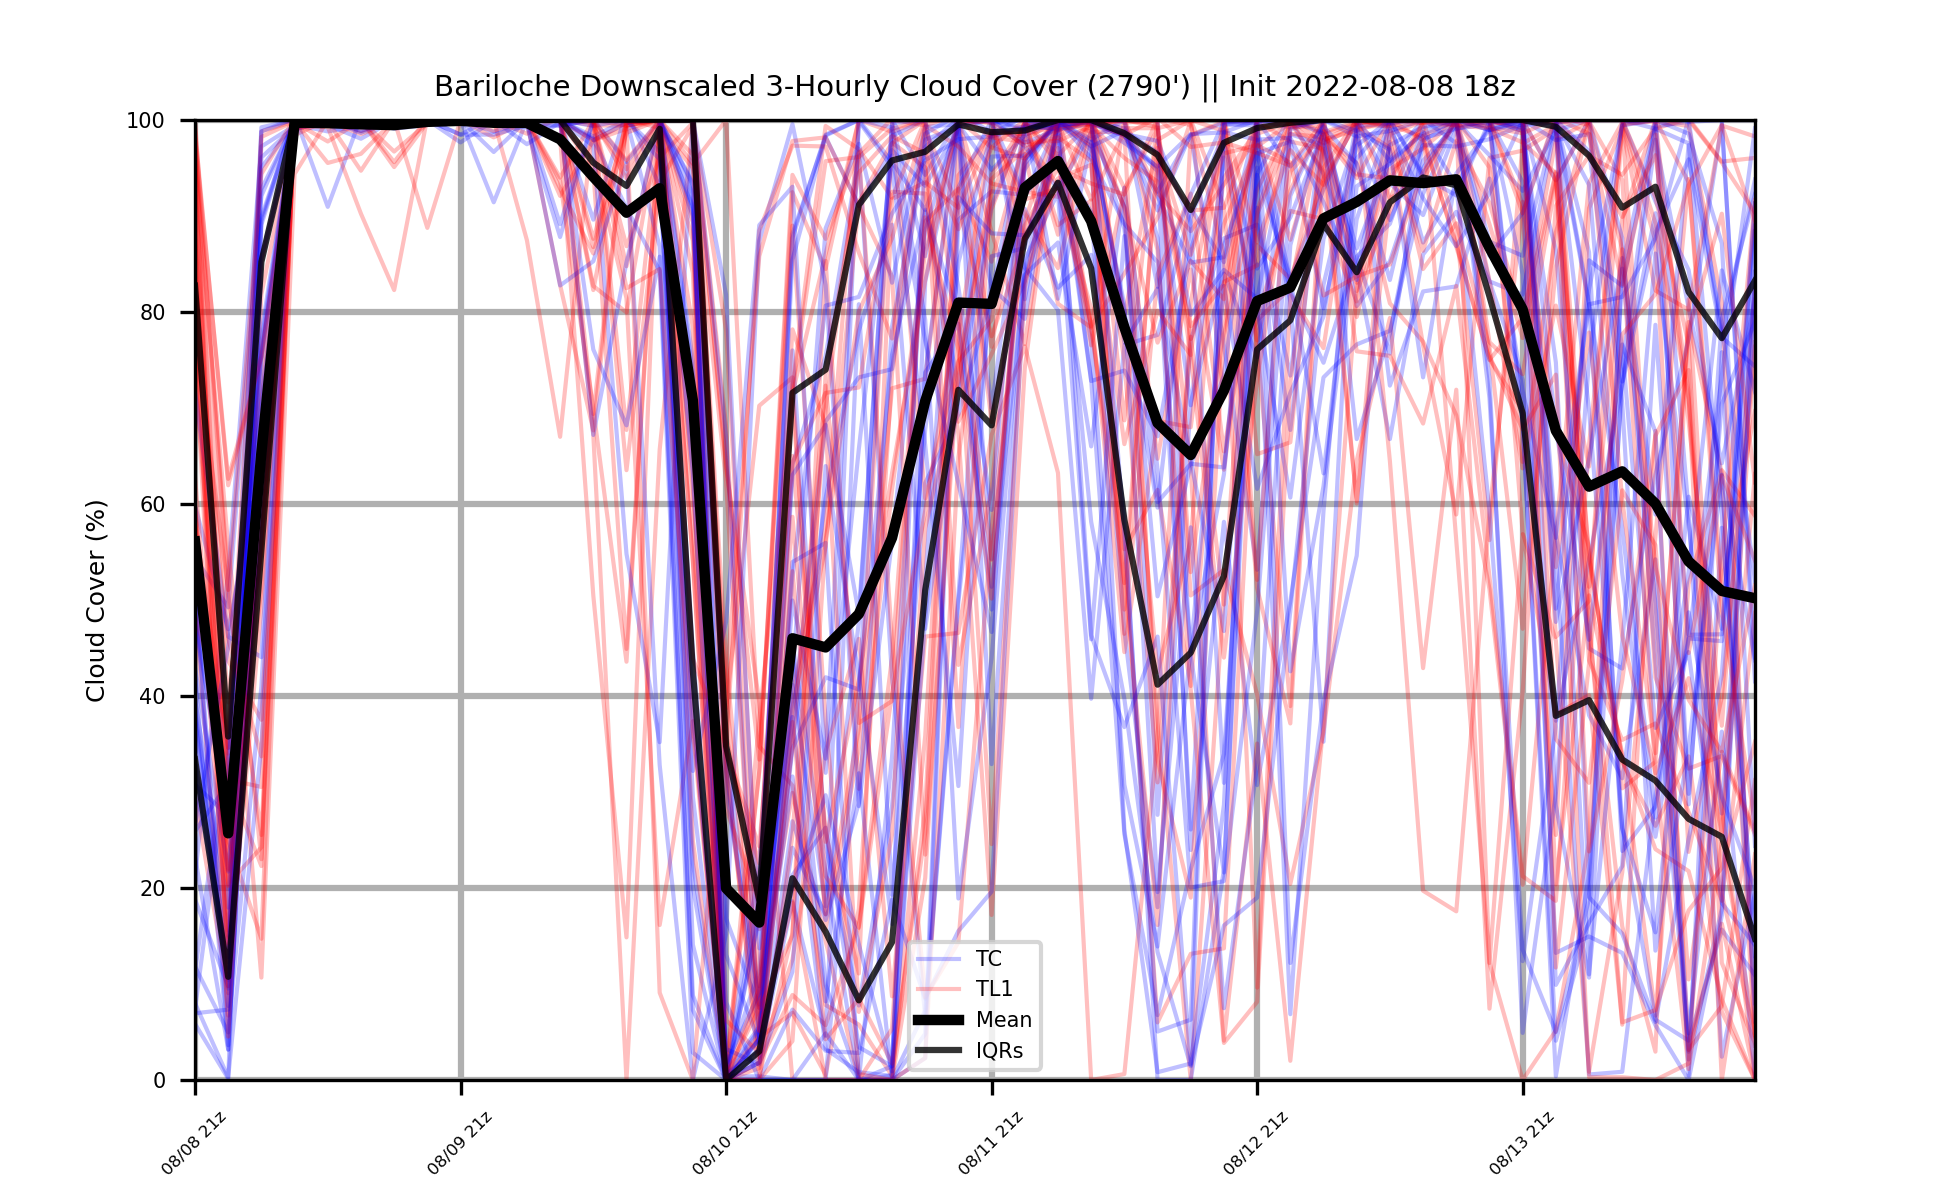 Bariloche Downscaled 3-Hourly Cloud Cover (2790') || Init 2022-08-08 18z
Cloud Cover (%)
100
80
60
40
20
0
TC
TL1
Mean
IQRs
08/08 21z
08/09 21z
08/10 21z
08/11 21z
08/12 21z
08/13 21z